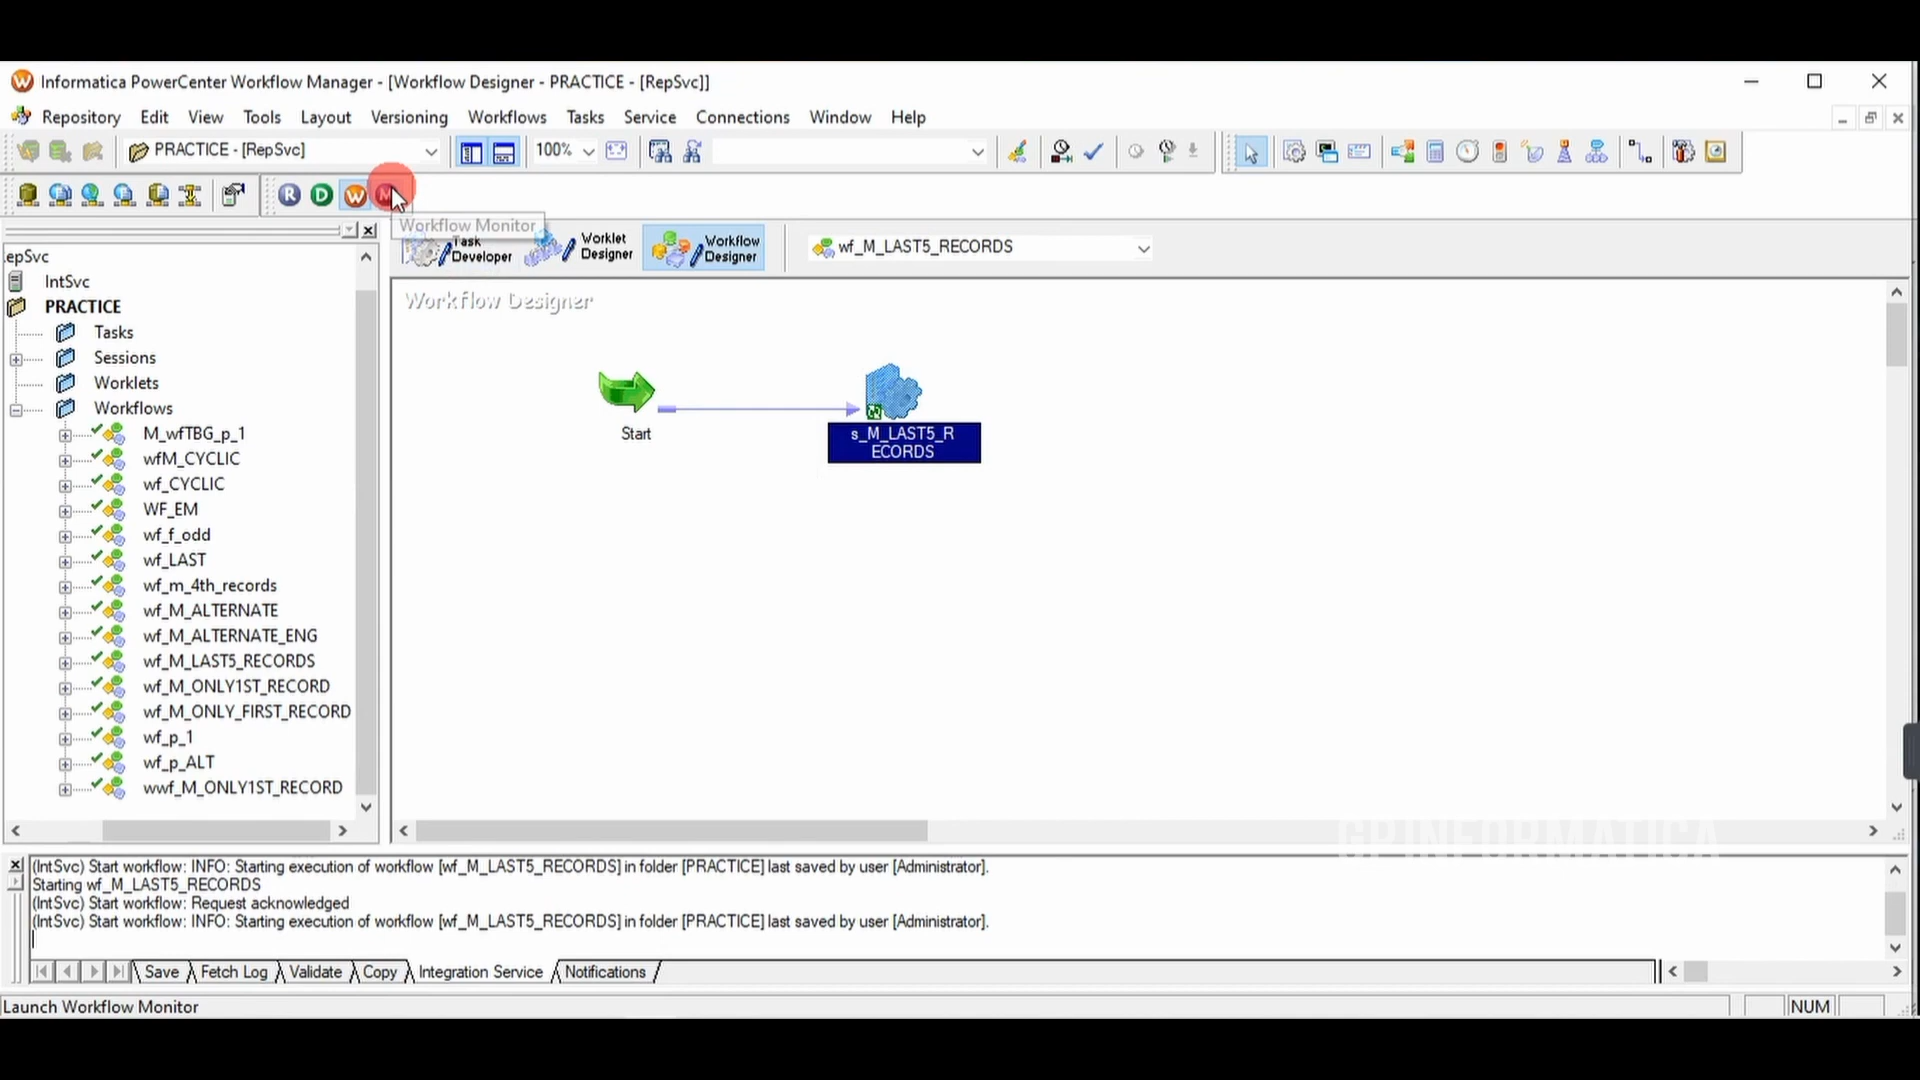 Informatica PowerCenter Workflow Manager - [Workflow Designer - PRACTICE - [RepSvc]]
Repository Edit View Tools Layout Versioning Workflows Tasks Service Connections Window Help
PRACTICE - [RepSvc]
100%
R D W M
Workflow Monitor
Task Developer
Worklet Designer
Workflow Designer
wf_M_LAST5_RECORDS
epSvc
IntSvc
PRACTICE
Tasks
Sessions
Worklets
Workflows
M_wfTBG_p_1
wfM_CYCLIC
wf_CYCLIC
WF_EM
wf_f_odd
wf_LAST
wf_m_4th_records
wf_M_ALTERNATE
wf_M_ALTERNATE_ENG
wf_M_LAST5_RECORDS
wf_M_ONLY1ST_RECORD
wf_M_ONLY_FIRST_RECORD
wf_p_1
wf_p_ALT
wwf_M_ONLY1ST_RECORD
Workflow Designer
Start
s_M_LAST5_R
ECORDS
GPINFORMATICA
(IntSvc) Start workflow: INFO: Starting execution of workflow [wf_M_LAST5_RECORDS] in folder [PRACTICE] last saved by user [Administrator].
Starting wf_M_LAST5_RECORDS
(IntSvc) Start workflow: Request acknowledged
(IntSvc) Start workflow: INFO: Starting execution of workflow [wf_M_LAST5_RECORDS] in folder [PRACTICE] last saved by user [Administrator].
Save Fetch Log Validate Copy Integration Service Notifications
Launch Workflow Monitor
NUM